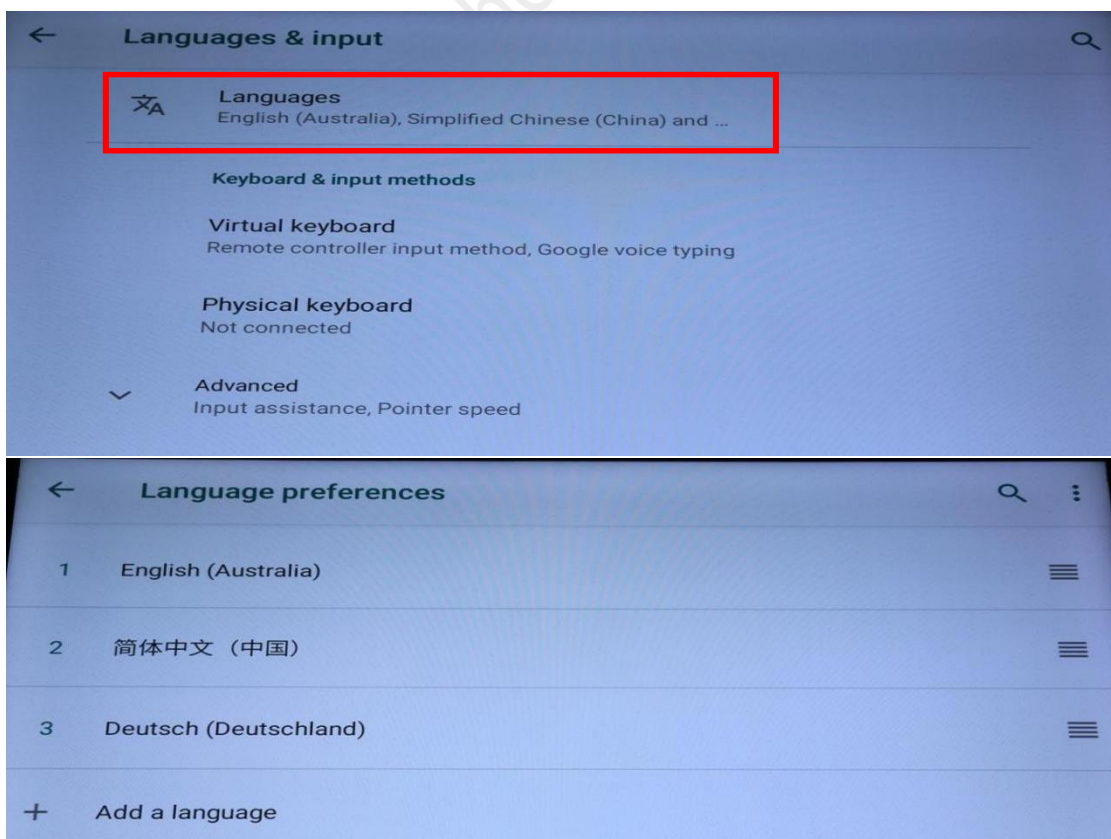 Languages & input
Languages
English (Australia), Simplified Chinese (China) and ...
Keyboard & input methods
Virtual keyboard
Remote controller input method, Google voice typing
Physical keyboard
Not connected
Advanced
Input assistance, Pointer speed
Language preferences
1 English (Australia)
2 简体中文（中国）
3 Deutsch (Deutschland)
+ Add a language